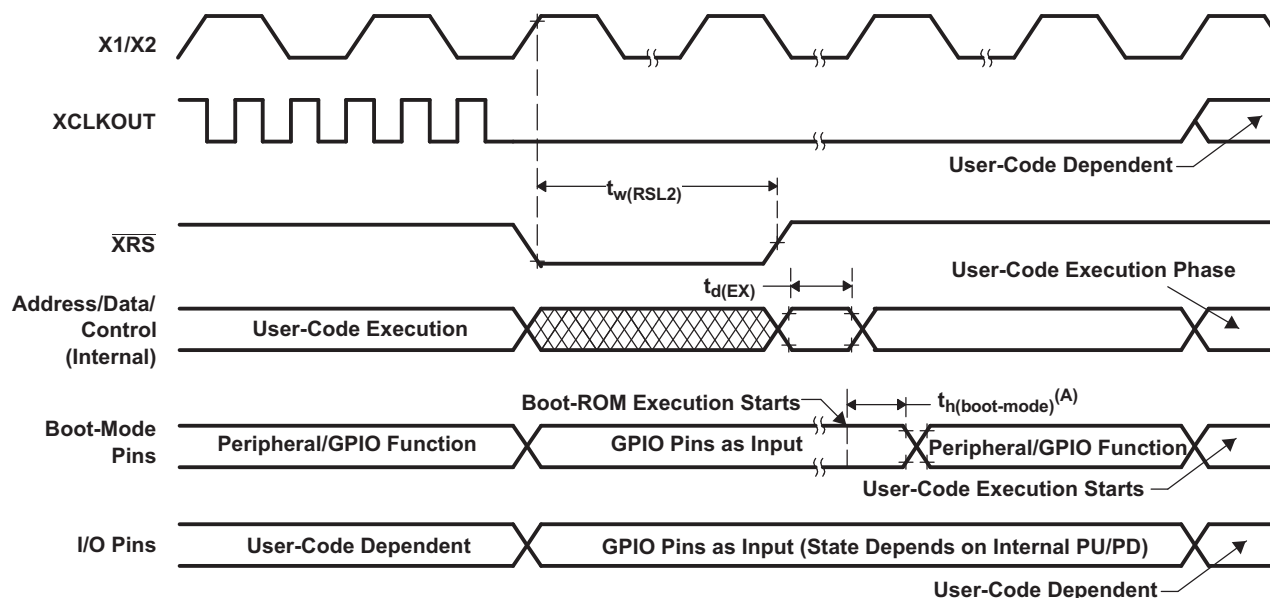 X1/X2
XCLKOUT
User-Code Dependent
tw(RSL2)
XRS
User-Code Execution Phase
td(EX)
Address/Data/
Control
(Internal)
User-Code Execution
Boot-ROM Execution Starts
th(boot-mode)(A)
Boot-Mode
Pins
Peripheral/GPIO Function
GPIO Pins as Input
Peripheral/GPIO Function
User-Code Execution Starts
I/O Pins
User-Code Dependent
GPIO Pins as Input (State Depends on Internal PU/PD)
User-Code Dependent